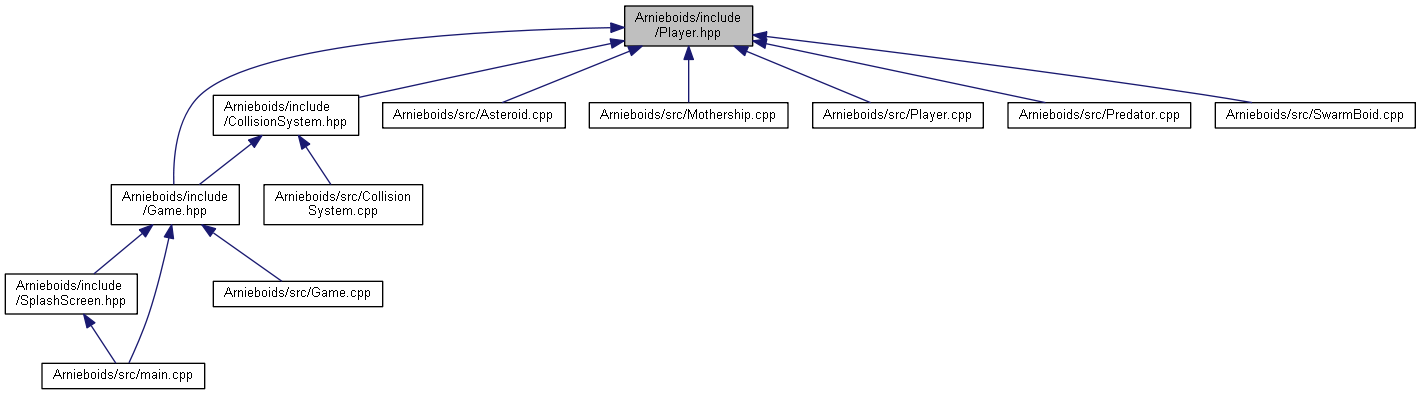 Arnieboids/include
/Player.hpp
Arnieboids/include
/CollisionSystem.hpp
Arnieboids/src/Asteroid.cpp
Arnieboids/src/Mothership.cpp
Arnieboids/src/Player.cpp
Arnieboids/src/Predator.cpp
Arnieboids/src/SwarmBoid.cpp
Arnieboids/include
/Game.hpp
Arnieboids/src/Collision
System.cpp
Arnieboids/include
/SplashScreen.hpp
Arnieboids/src/Game.cpp
Arnieboids/src/main.cpp